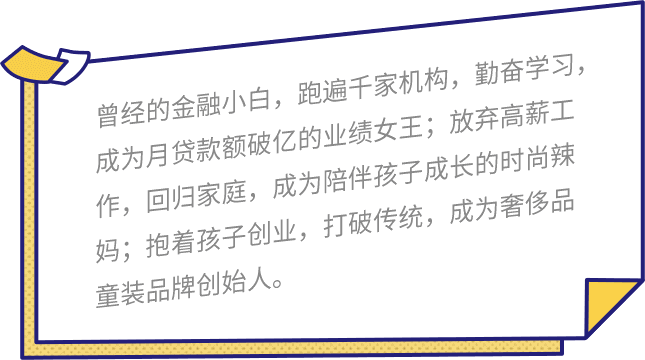 曾经的金融小白，跑遍千家机构，勤奋学习，
成为月贷款额破亿的业绩女王；放弃高薪工
作，回归家庭，成为陪伴孩子成长的时尚辣
妈；抱着孩子创业，打破传统，成为奢侈品
童装品牌创始人。